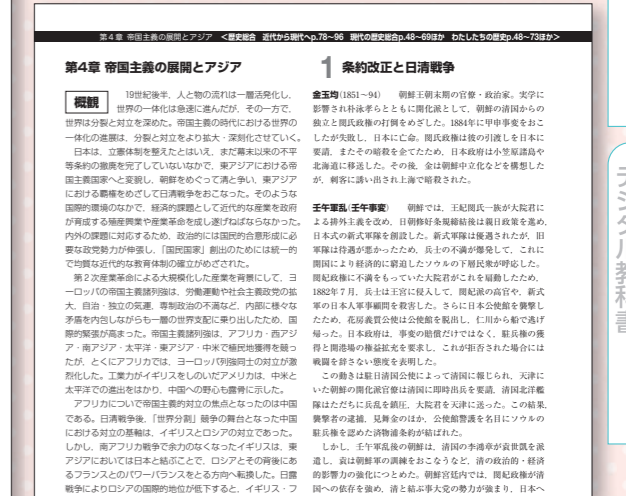 第4章 帝国主義の展開とアジア <歴史総合 近代から現代へp.78～96 現代の歴史総合p.48～69ほか わたしたちの歴史p.48～73ほか>
第4章 帝国主義の展開とアジア
概観
19世紀後半，人と物の流れは一層活発化し，
世界の一体化は急速に進んだが，その一方で，
世界は分裂と対立を深めた。帝国主義の時代における世界の
一体化の進展は，分裂と対立をより拡大・深刻化させていく。
日本は，立憲体制を整えたとはいえ，まだ幕末以来の不平
等条約の撤廃を完了していないなかで，東アジアにおける帝
国主義国家へと変貌し，朝鮮をめぐって清と争い，東アジア
における覇権をめざして日清戦争をおこなった。そのような
国際的環境のなかで，経済的課題として近代的な産業を政府
が育成する殖産興業や産業革命を成し遂げねばならなかった。
内外の課題に対応するため，政治的には国民的合意形成に必
要な政党勢力が伸張し，「国民国家」創出のためには統一的
で均質な近代的な教育体制の確立がめざされた。
第2次産業革命による大規模化した産業を背景にして，ヨ
ーロッパの帝国主義諸列強は，労働運動や社会主義政党の拡
大，自治・独立の気運，専制政治の不満など，内部に様々な
矛盾を内包しながらも一層の世界支配に乗り出したため，国
際的緊張が高まった。帝国主義諸列強は，アフリカ・西アジ
ア・南アジア・太平洋・東アジア・中米で植民地獲得を競っ
たが，とくにアフリカでは，ヨーロッパ列強同士の対立が激
烈化した。工業力がイギリスをしのいだアメリカは，中米と
太平洋での進出をはかり，中国への野心も露骨に示した。
アフリカについで帝国主義的対立の焦点となったのは中国
である。日清戦争後，「世界分割」競争の舞台となった中国
における対立の基軸は，イギリスとロシアの対立であった。
しかし，南アフリカ戦争で余力のなくなったイギリスは，東
アジアにおいては日本と結ぶことで，ロシアとその背後にあ
るフランスとのパワーバランスをとる方向へ転換した。日露
戦争によりロシアの国際的地位が低下すると，イギリス・フ
1 条約改正と日清戦争
金玉均(1851～94) 朝鮮王朝末期の官僚・政治家。実学に
影響され朴泳孝らとともに開化派として，朝鮮の清国からの
独立と閔氏政権の打倒をめざした。1884年に甲申事変をおこ
したが失敗し，日本に亡命。閔氏政権は彼の引渡しを日本に
要請，またその暗殺を企てたため，日本政府は小笠原諸島や
北海道に移送した。その後，金は朝鮮中立化などを構想した
が，刺客に誘い出され上海で暗殺された。
壬午軍乱(壬午事変) 朝鮮では，王妃閔氏一族が大院君に
よる排外主義を改め，日朝修好条規締結後は親日政策を進め，
日本式の新式軍隊を創設した。新式軍隊は優遇されたが，旧
軍隊は待遇が悪かったため，兵士の不満が爆発して，これに
開国により経済的に窮迫したソウルの下層民衆が呼応した。
閔妃政権に不満をもっていた大院君がこれを扇動したため，
1882年7月，兵士は王宮に侵入して，閔妃派の高官や，新式
軍の日本人軍事顧問を殺害した。さらに日本公使館を襲撃し
たため，花房義質公使は公使館を脱出し，仁川から船で逃げ
帰った。日本政府は，事変の賠償だけではなく，駐兵権の獲
得と開港場の権益拡充を要求し，これが拒否された場合には
戦闘を辞さない態度を表明した。
この動きは駐日清国公使によって清国に報じられ，天津に
いた朝鮮の開化派官僚は清国に即時出兵を要請，清国北洋艦
隊はただちに兵乱を鎮圧，大院君を天津に送った。この結果，
襲撃者の逮捕，見舞金のほか，公使館警護を名目にソウルの
駐兵権を認めた済物浦条約が結ばれた。
しかし，壬午軍乱後の朝鮮は，清国の李鴻章が袁世凱を派
遣し，袁は朝鮮軍の訓練をおこなうなど，清の政治的・経済
的影響力の強化につとめた。朝鮮宮廷内では，閔妃政権が清
国への依存を強め，清と結ぶ事大党の勢力が強まり，日本へ
デジタル教科書